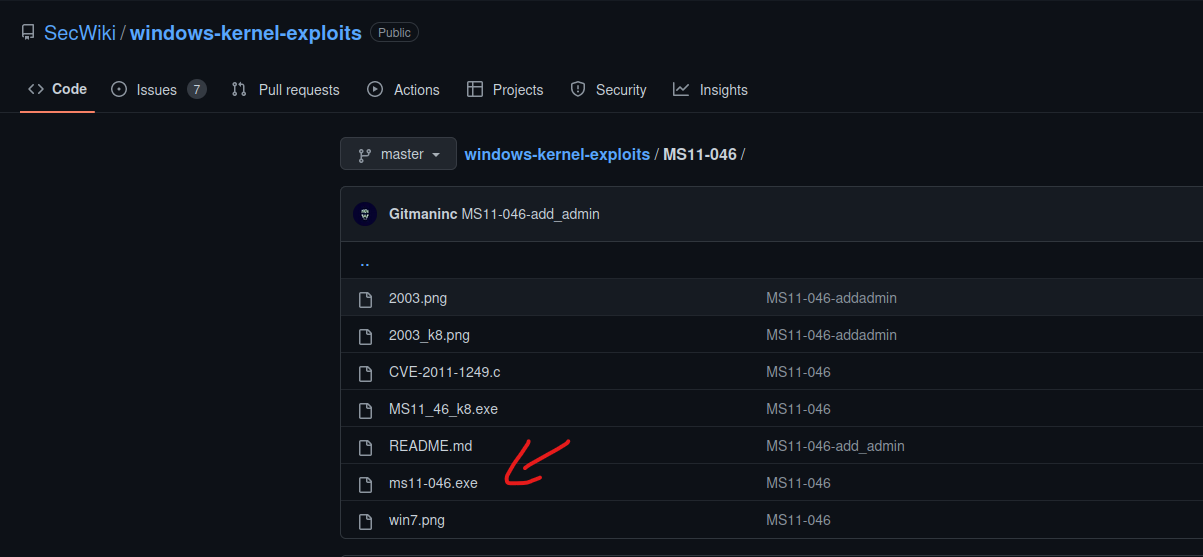 SecWiki / windows-kernel-exploits Public
Code Issues 7 Pull requests Actions Projects Security Insights
master windows-kernel-exploits / MS11-046 /
Gitmaninc MS11-046-add_admin
..
2003.png MS11-046-addadmin
2003_k8.png MS11-046-addadmin
CVE-2011-1249.c MS11-046
MS11_46_k8.exe MS11-046
README.md MS11-046-add_admin
ms11-046.exe MS11-046
win7.png MS11-046